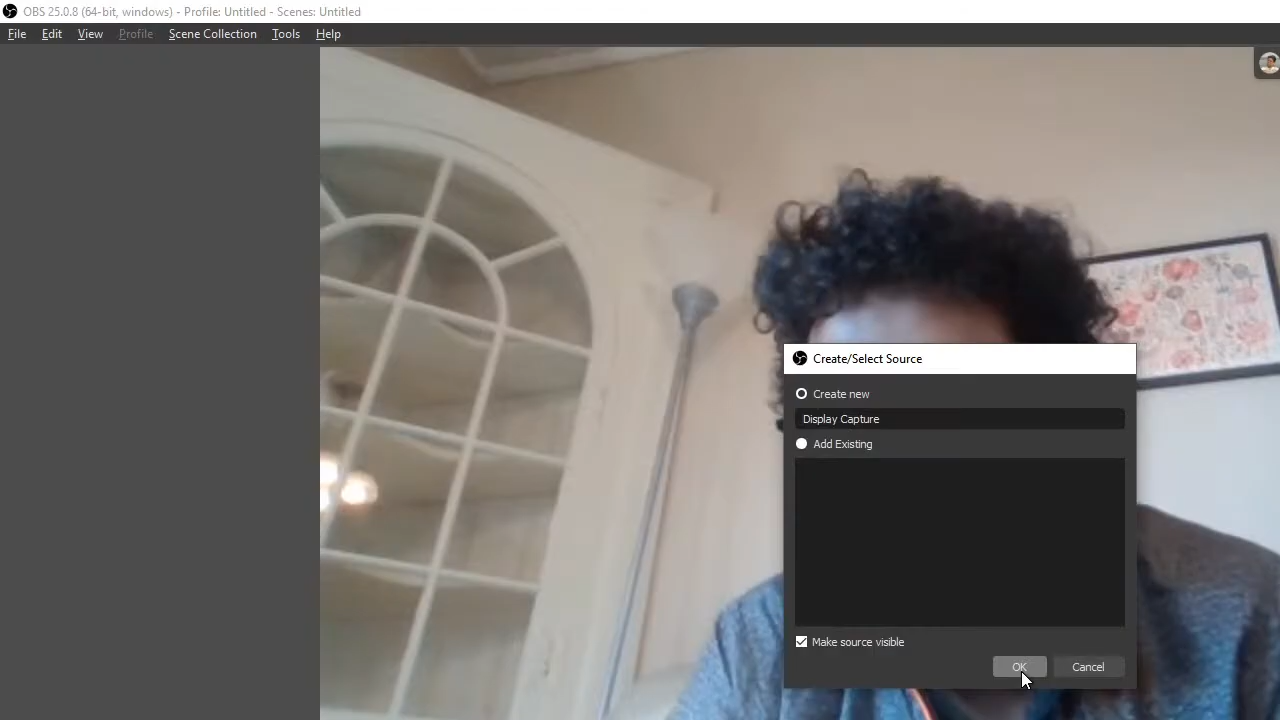 OBS 25.0.8 (64-bit, windows) - Profile: Untitled - Scenes: Untitled
File Edit View Profile Scene Collection Tools Help
Create/Select Source
Create new
Display Capture
Add Existing
Make source visible
OK Cancel